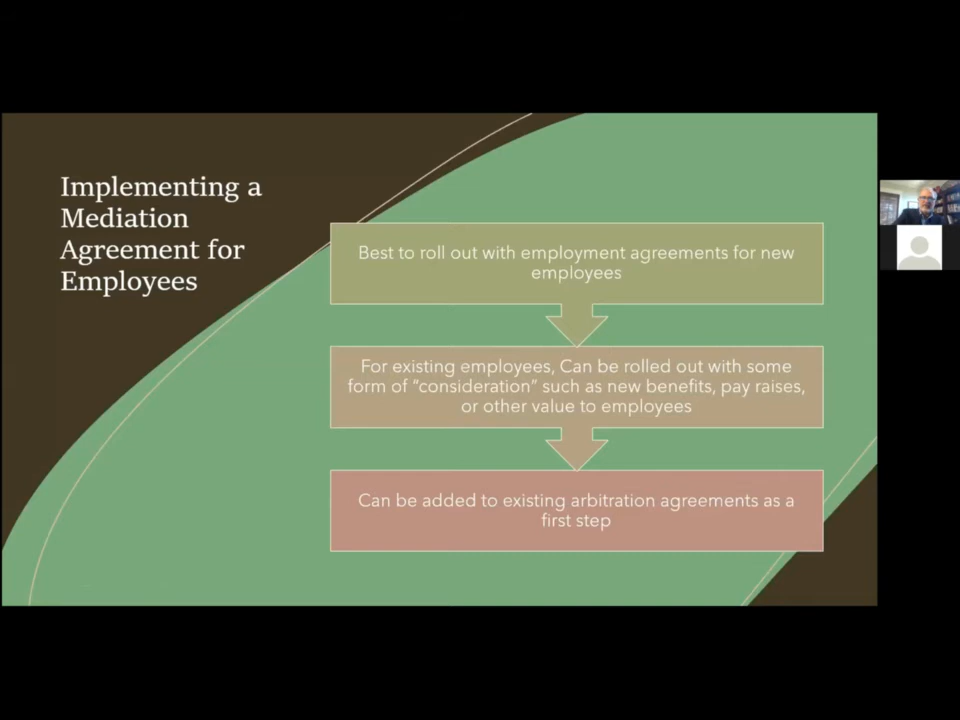 Implementing a
Mediation
Agreement for
Employees
Best to roll out with employment agreements for new
employees
For existing employees, Can be rolled out with some
form of “consideration” such as new benefits, pay raises,
or other value to employees
Can be added to existing arbitration agreements as a
first step